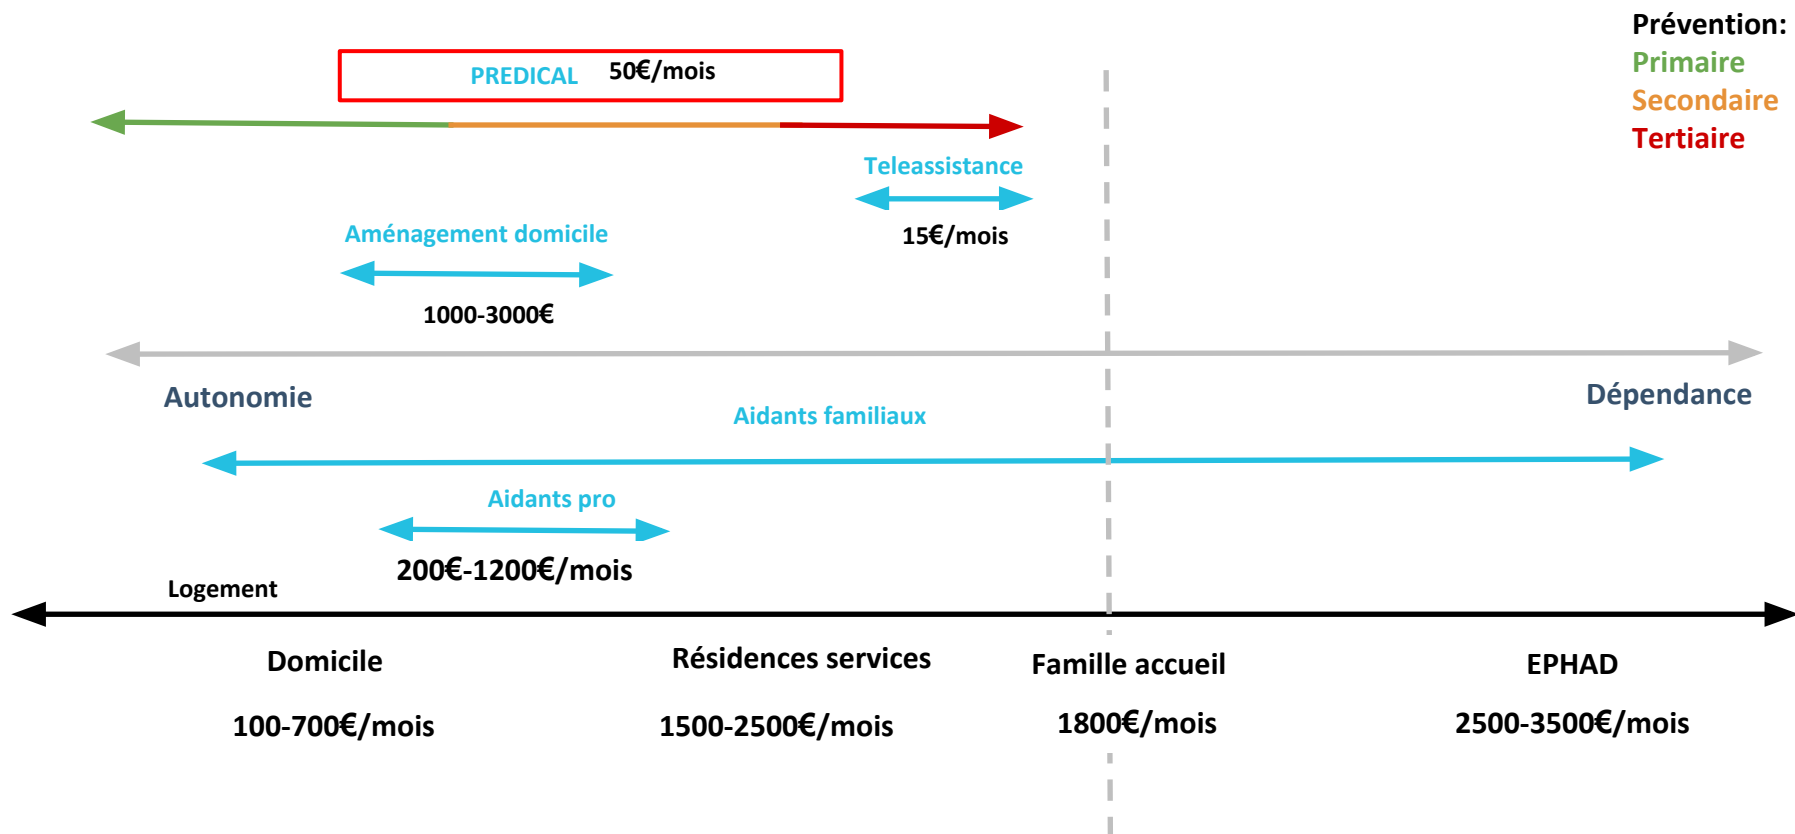 Prévention:
Primaire
Secondaire
Tertiaire
PREDICAL 50€/mois
Teleassistance
15€/mois
Aménagement domicile
1000-3000€
Autonomie
Dépendance
Aidants familiaux
Aidants pro
200€-1200€/mois
Logement
Domicile
Résidences services
Famille accueil
EPHAD
100-700€/mois
1500-2500€/mois
1800€/mois
2500-3500€/mois